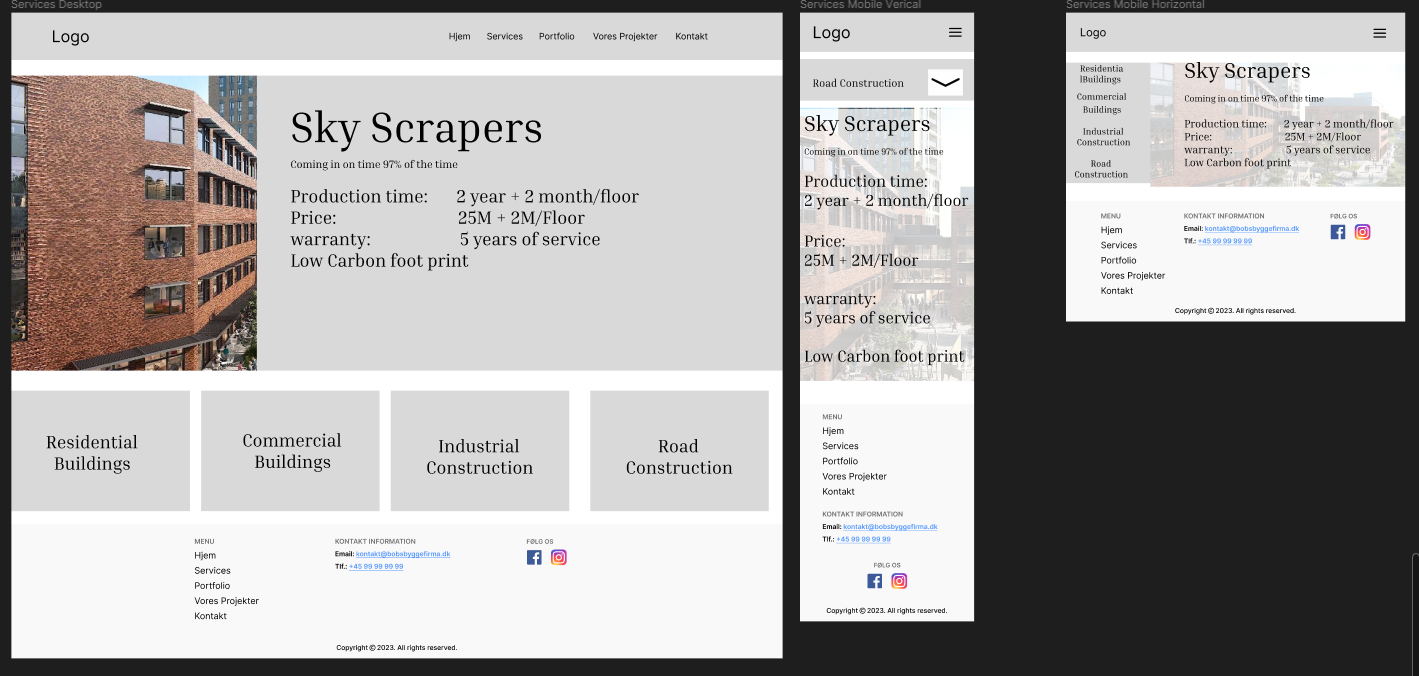 Services Desktop
Logo
Hjem Services Portfolio Vores Projekter Kontakt
Sky Scrapers
Coming in on time 97% of the time
Production time: 2 year + 2 month/floor
Price: 25M + 2M/Floor
warranty: 5 years of service
Low Carbon foot print
Residential
Buildings
Commercial
Buildings
Industrial
Construction
Road
Construction
MENU
Hjem
Services
Portfolio
Vores Projekter
Kontakt
KONTAKT INFORMATION
Email: kontakt@bobsbyggefirma.dk
Tlf.: +45 99 99 99 99
FØLG OS
Copyright © 2023. All rights reserved.
Services Mobile Verical
Logo
Road Construction
Sky Scrapers
Coming in on time 97% of the time
Production time:
2 year + 2 month/floor
Price:
25M + 2M/Floor
warranty:
5 years of service
Low Carbon foot print
MENU
Hjem
Services
Portfolio
Vores Projekter
Kontakt
KONTAKT INFORMATION
Email: kontakt@bobsbyggefirma.dk
Tlf.: +45 99 99 99 99
FØLG OS
Copyright © 2023. All rights reserved.
Services Mobile Horizontal
Logo
Residentia
lBuildings
Commercial
Buildings
Industrial
Construction
Road
Construction
Sky Scrapers
Coming in on time 97% of the time
Production time: 2 year + 2 month/floor
Price: 25M + 2M/Floor
warranty: 5 years of service
Low Carbon foot print
MENU
Hjem
Services
Portfolio
Vores Projekter
Kontakt
KONTAKT INFORMATION
Email: kontakt@bobsbyggefirma.dk
Tlf.: +45 99 99 99 99
FØLG OS
Copyright © 2023. All rights reserved.